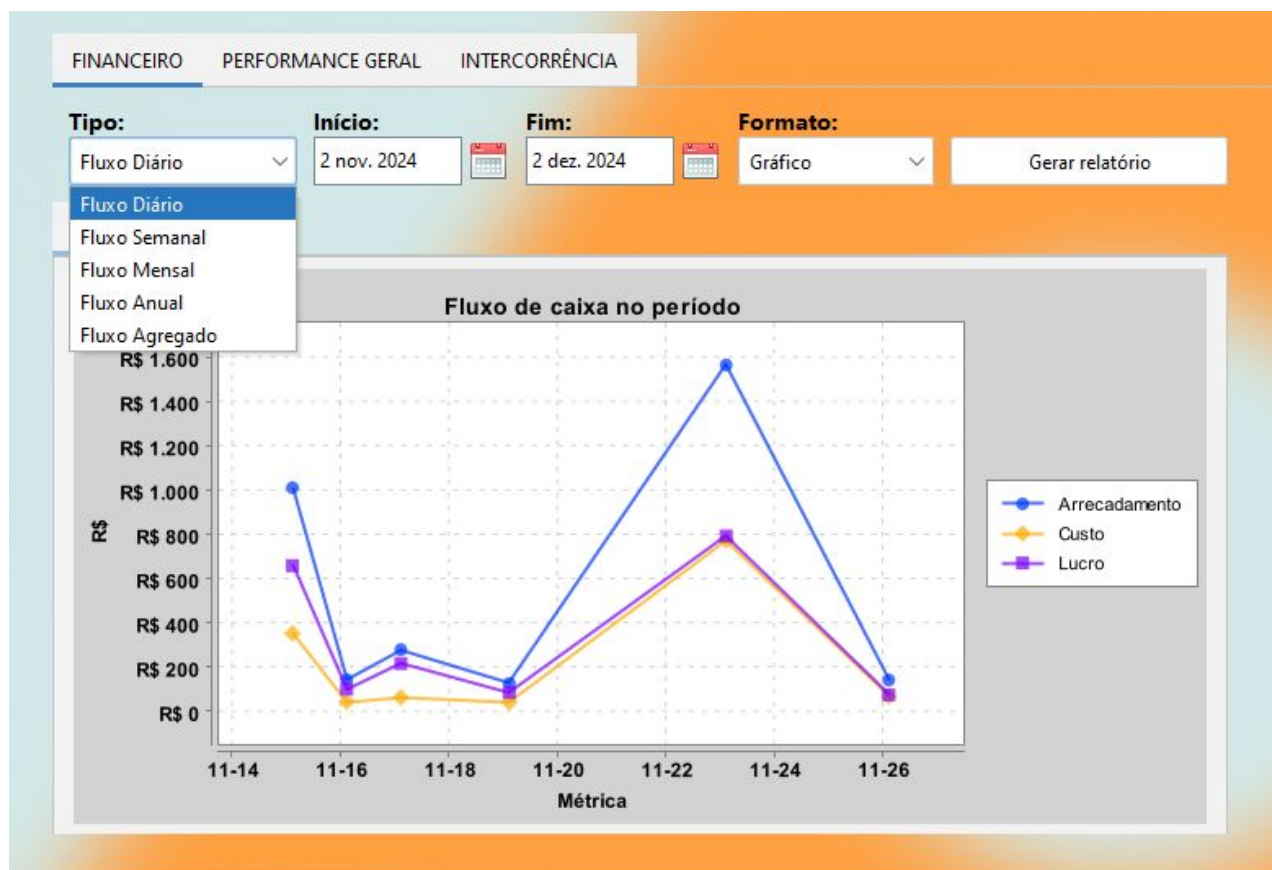 FINANCEIRO PERFORMANCE GERAL INTERCORRÊNCIA
Tipo: Início: Fim: Formato:
Fluxo Diário 2 nov. 2024 2 dez. 2024 Gráfico Gerar relatório
Fluxo Diário
Fluxo Semanal
Fluxo Mensal
Fluxo Anual
Fluxo Agregado
Fluxo de caixa no período
R$ 1.600
R$ 1.400
R$ 1.200
R$ 1.000
R$ 800
R$ 600
R$ 400
R$ 200
R$ 0
R$
11-14 11-16 11-18 11-20 11-22 11-24 11-26
Métrica
Arrecadamento
Custo
Lucro